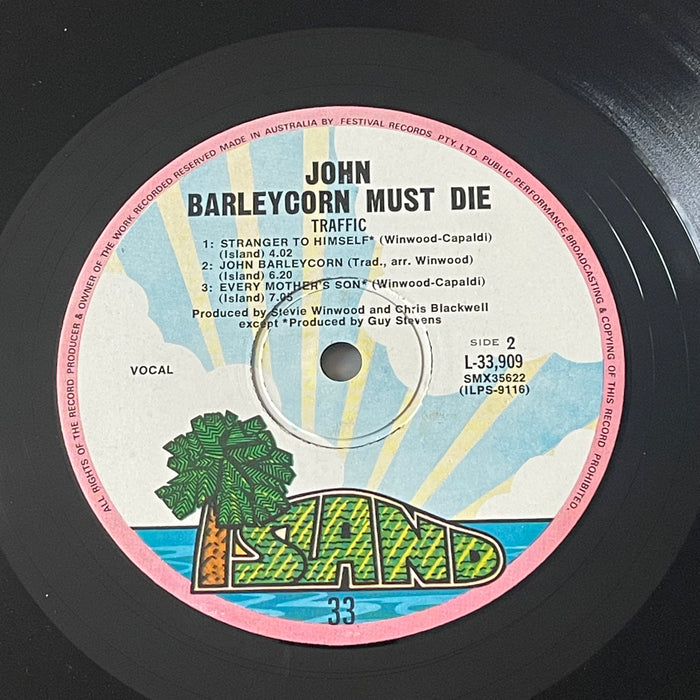 ALL RIGHTS OF THE RECORD PRODUCER & OWNER OF THE WORK RECORDED RESERVED MADE IN AUSTRALIA BY FESTIVAL RECORDS PTY. LTD. PUBLIC PERFORMANCE, BROADCASTING & COPYING OF THIS RECORD PROHIBITED.
JOHN
BARLEYCORN MUST DIE
TRAFFIC
1: STRANGER TO HIMSELF* (Winwood-Capaldi)
(Island) 4.02
2: JOHN BARLEYCORN (Trad., arr. Winwood)
(Island) 6.20
3: EVERY MOTHER'S SON* (Winwood-Capaldi)
(Island) 7.05
Produced by Stevie Winwood and Chris Blackwell
except *Produced by Guy Stevens
VOCAL
SIDE 2
L-33,909
SMX35622
(ILPS-9116)
ISLAND
33